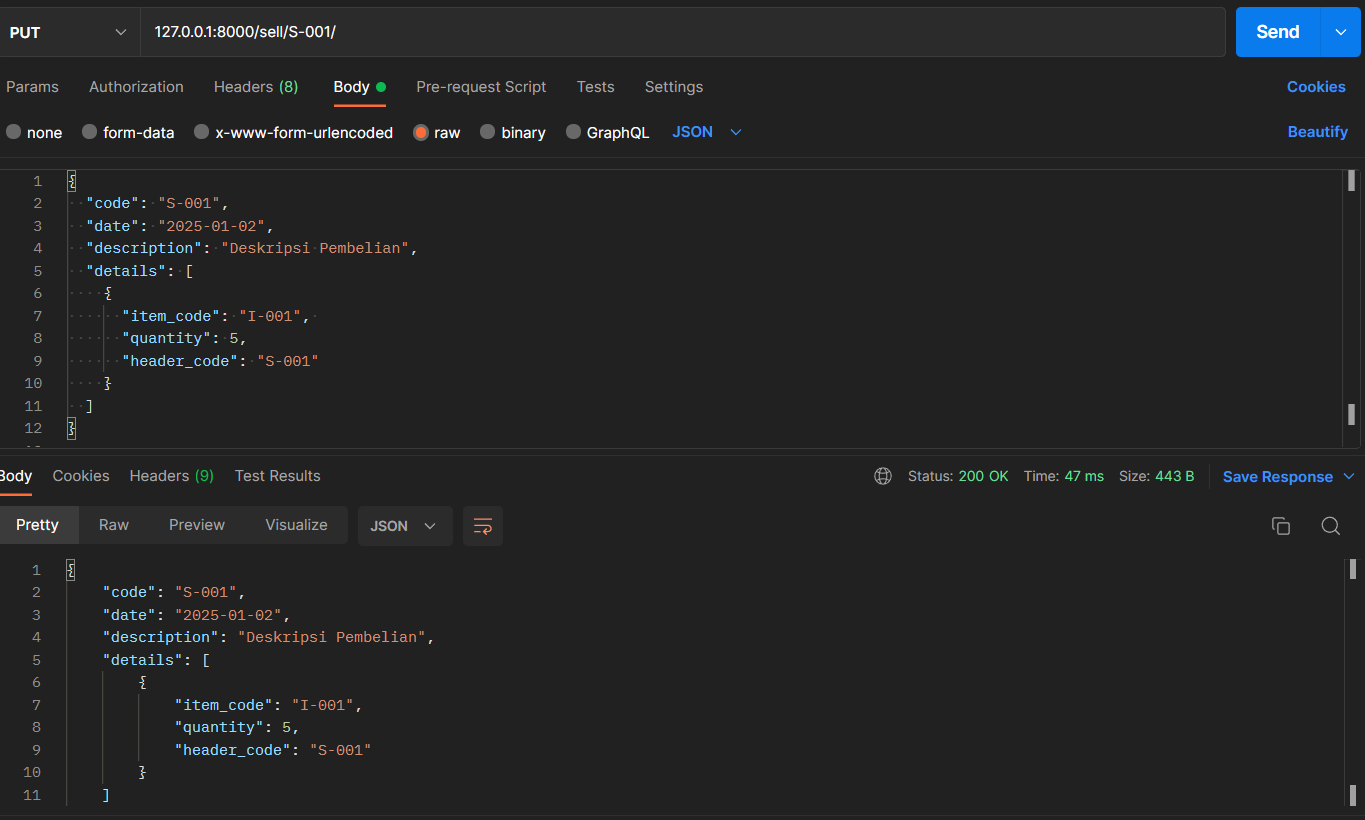 PUT 127.0.0.1:8000/sell/S-001/ Send
Params Authorization Headers (8) Body Pre-request Script Tests Settings Cookies
none form-data x-www-form-urlencoded raw binary GraphQL JSON Beautify
1 {
2 "code": "S-001",
3 "date": "2025-01-02",
4 "description": "Deskripsi Pembelian",
5 "details": [
6 {
7 "item_code": "I-001",
8 "quantity": 5,
9 "header_code": "S-001"
10 }
11 ]
12 }
Body Cookies Headers (9) Test Results Status: 200 OK Time: 47 ms Size: 443 B Save Response
Pretty Raw Preview Visualize JSON
1 {
2 "code": "S-001",
3 "date": "2025-01-02",
4 "description": "Deskripsi Pembelian",
5 "details": [
6 {
7 "item_code": "I-001",
8 "quantity": 5,
9 "header_code": "S-001"
10 }
11 ]